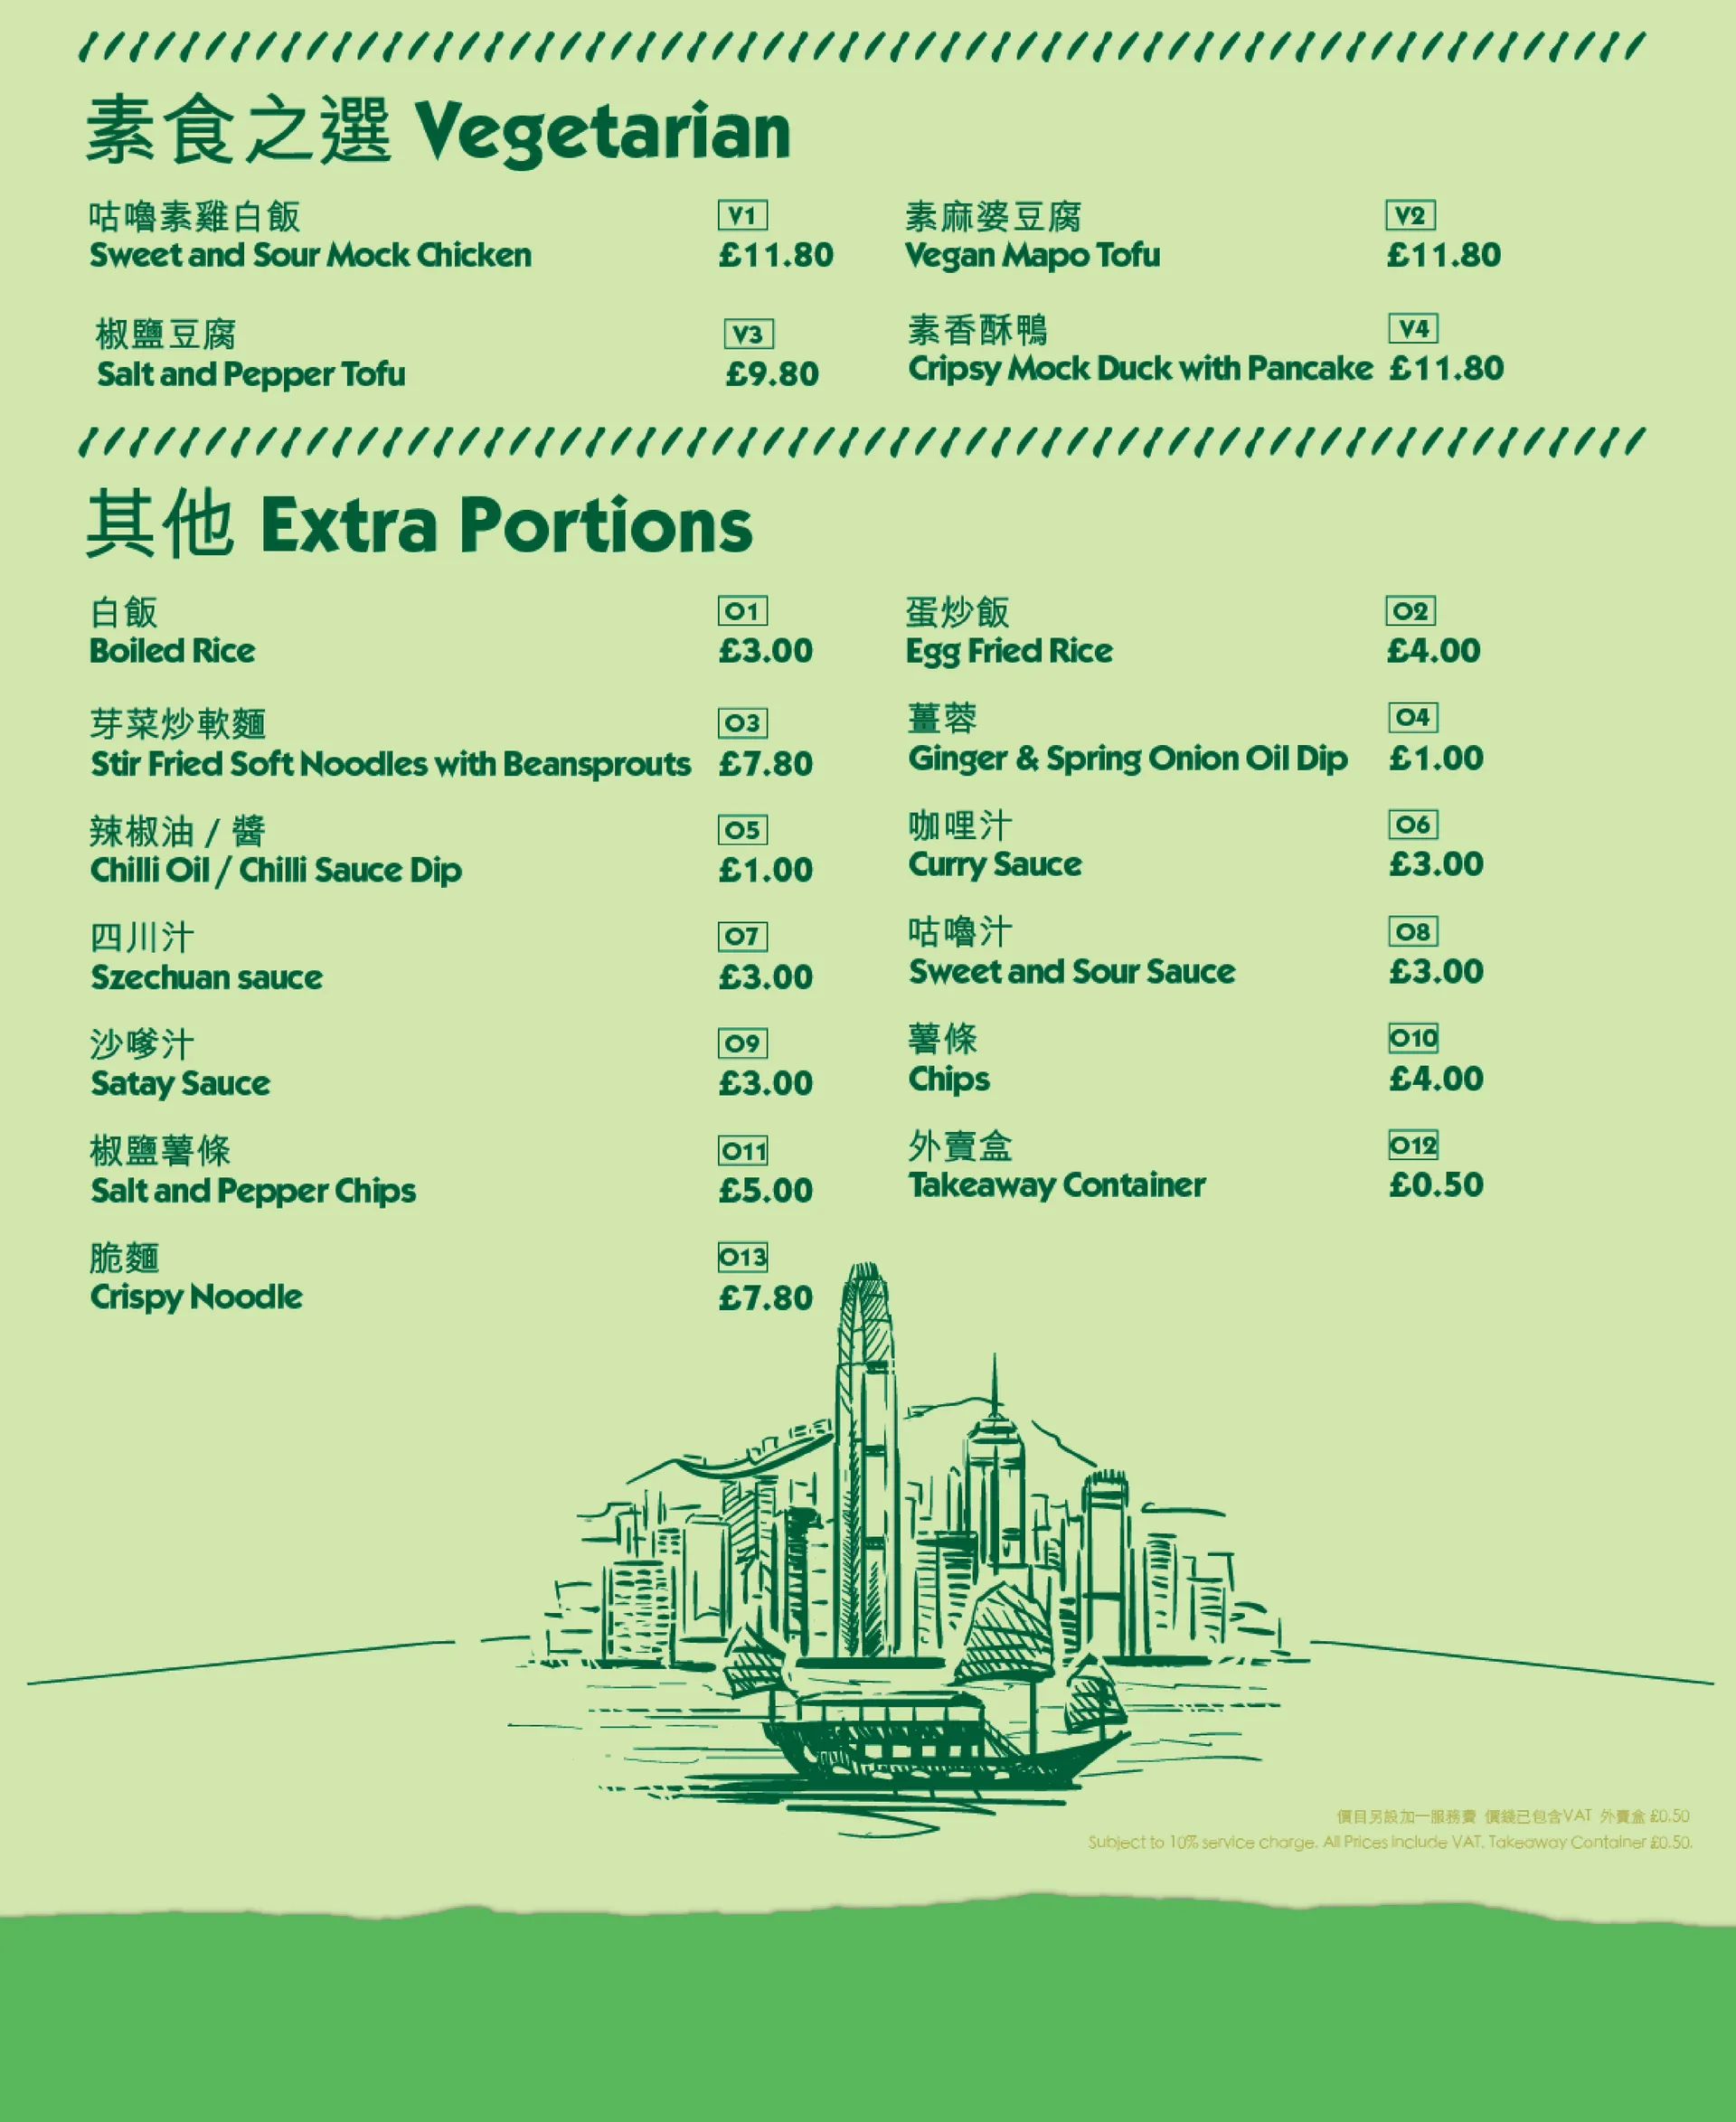 素食之選 Vegetarian
咕嚕素雞白飯 V1
Sweet and Sour Mock Chicken £11.80
素麻婆豆腐 V2
Vegan Mapo Tofu £11.80
椒鹽豆腐 V3
Salt and Pepper Tofu £9.80
素香酥鴨 V4
Cripsy Mock Duck with Pancake £11.80
其他 Extra Portions
白飯 O1
Boiled Rice £3.00
蛋炒飯 O2
Egg Fried Rice £4.00
芽菜炒軟麵 O3
Stir Fried Soft Noodles with Beansprouts £7.80
薑蓉 O4
Ginger & Spring Onion Oil Dip £1.00
辣椒油 / 醬 O5
Chilli Oil / Chilli Sauce Dip £1.00
咖哩汁 O6
Curry Sauce £3.00
四川汁 O7
Szechuan sauce £3.00
咕嚕汁 O8
Sweet and Sour Sauce £3.00
沙嗲汁 O9
Satay Sauce £3.00
薯條 O10
Chips £4.00
椒鹽薯條 O11
Salt and Pepper Chips £5.00
外賣盒 O12
Takeaway Container £0.50
脆麵 O13
Crispy Noodle £7.80
價目另設加一服務費 價錢已包含VAT 外賣盒 £0.50
Subject to 10% service charge. All Prices include VAT. Takeaway Container £0.50.